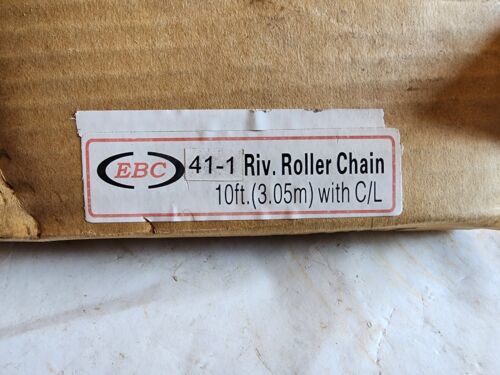 EBC 41-1 Riv. Roller Chain
10ft.(3.05m) with C/L